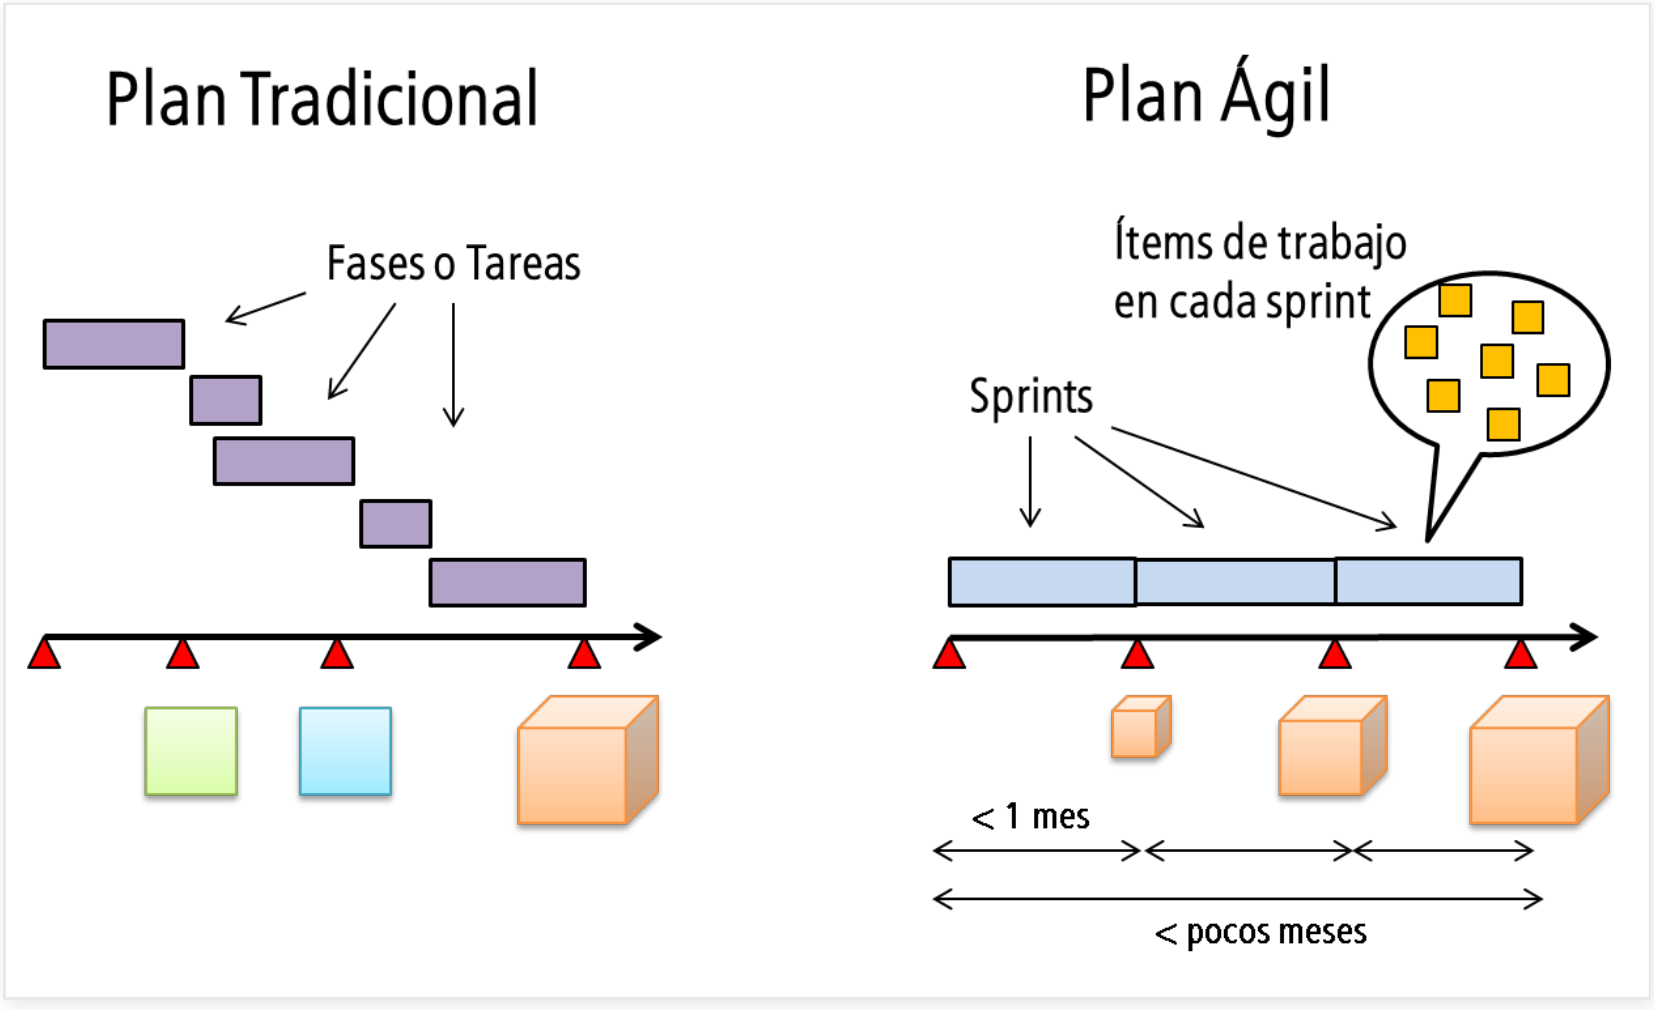 Plan Tradicional
Fases o Tareas
Plan Ágil
Ítems de trabajo
en cada sprint
Sprints
< 1 mes
< pocos meses